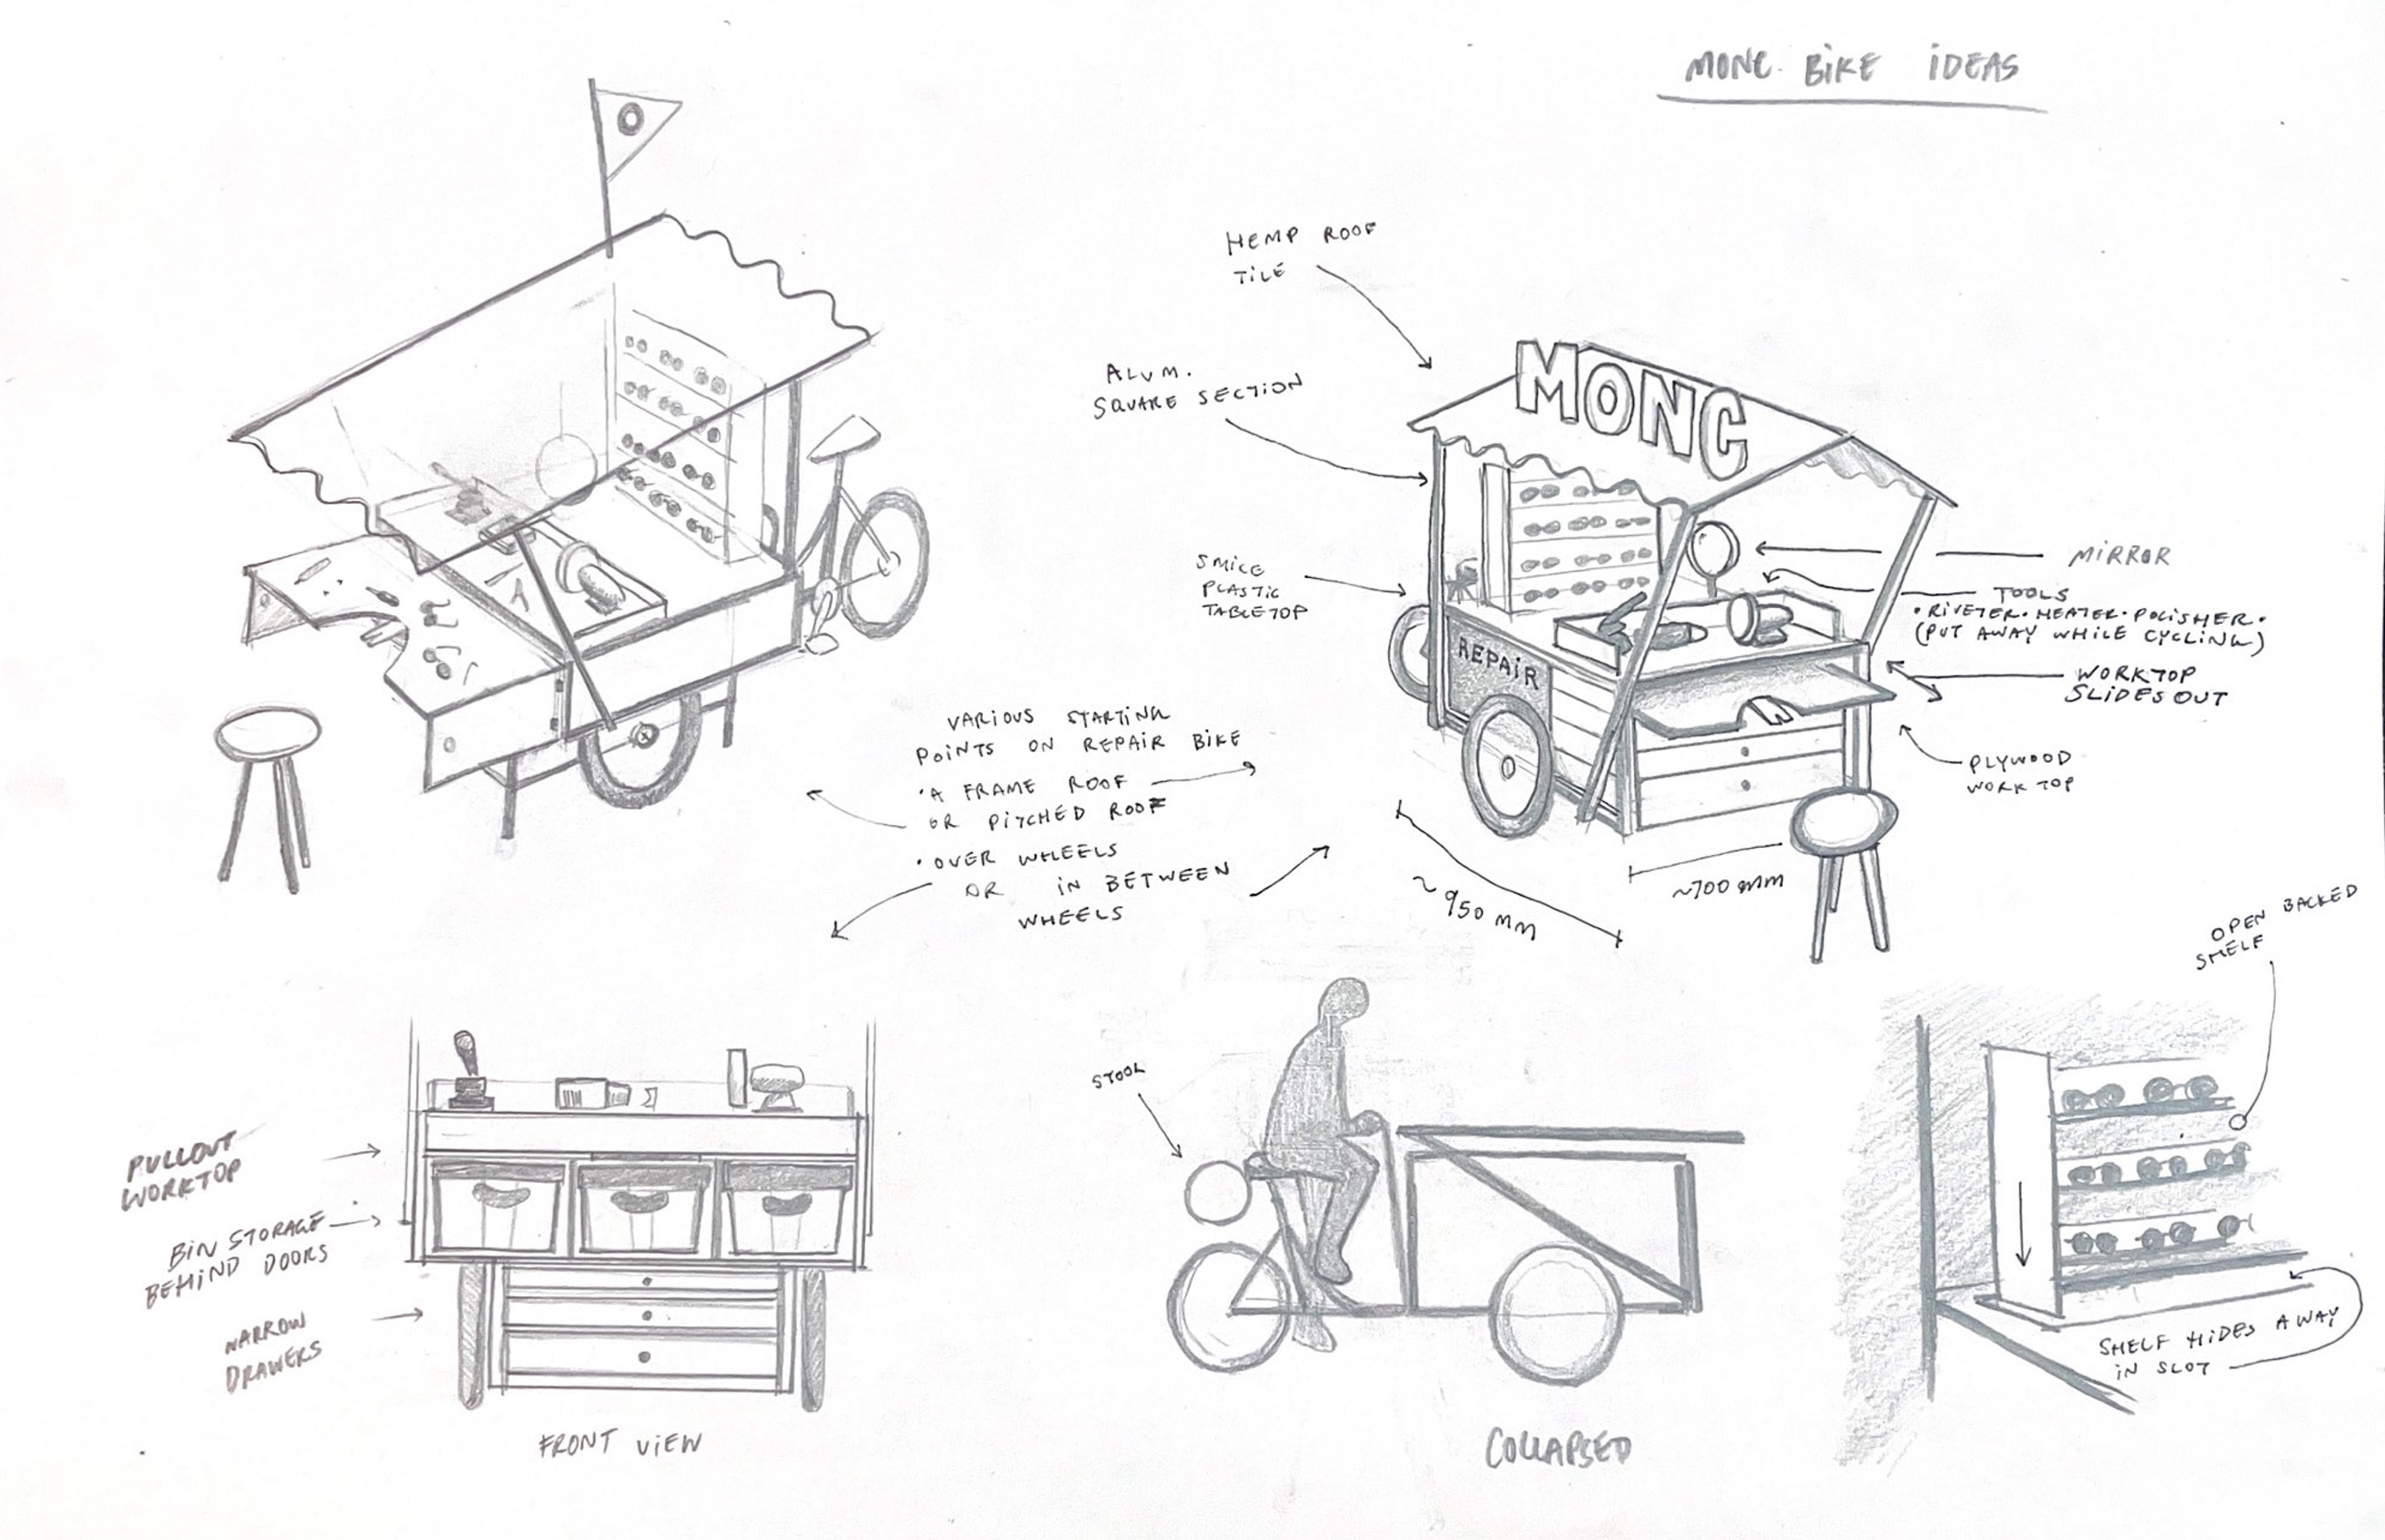 MONC. BIKE IDEAS
HEMP ROOF
TILE
ALUM.
SQUARE SECTION
SMILE
PLASTIC
TABLETOP
MONC
REPAIR
MIRROR
TOOLS
• RIVETER • HEATER • POLISHER •
(PUT AWAY WHILE CYCLING)
WORKTOP
SLIDES OUT
PLYWOOD
WORK TOP
~950 MM
~700 MM
VARIOUS STARTING
POINTS ON REPAIR BIKE
• A FRAME ROOF
OR PITCHED ROOF
• OVER WHEELS
OR IN BETWEEN
WHEELS
PULLOUT
WORKTOP
BIN STORAGE
BEHIND DOORS
NARROW
DRAWERS
FRONT VIEW
STOOL
COLLAPSED
OPEN BACKED
SHELF
SHELF HIDES AWAY
IN SLOT